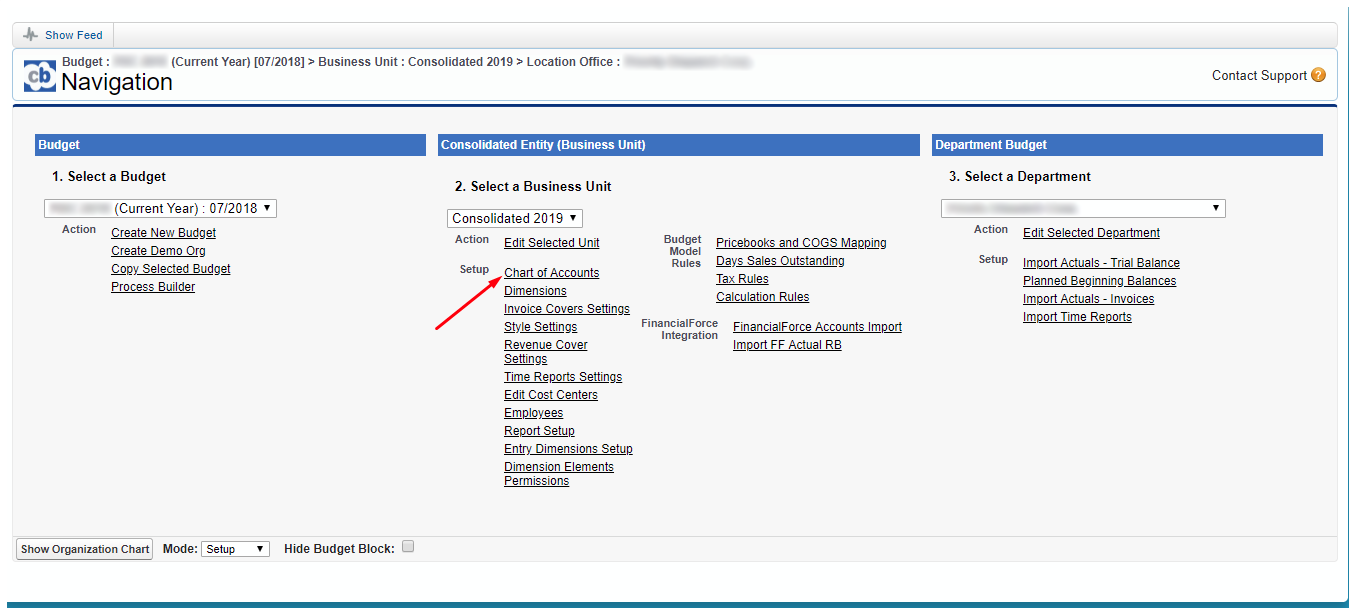 Show Feed
Budget : (Current Year) [07/2018] > Business Unit : Consolidated 2019 > Location Office :
cb
Navigation
Contact Support ?
Budget
1. Select a Budget
(Current Year) : 07/2018
Action
Create New Budget
Create Demo Org
Copy Selected Budget
Process Builder
Consolidated Entity (Business Unit)
2. Select a Business Unit
Consolidated 2019
Action
Edit Selected Unit
Setup
Chart of Accounts
Dimensions
Invoice Covers Settings
Style Settings
Revenue Cover
Settings
Time Reports Settings
Edit Cost Centers
Employees
Report Setup
Entry Dimensions Setup
Dimension Elements
Permissions
Budget
Model
Rules
Pricebooks and COGS Mapping
Days Sales Outstanding
Tax Rules
Calculation Rules
FinancialForce
Integration
FinancialForce Accounts Import
Import FF Actual RB
Department Budget
3. Select a Department
Action
Edit Selected Department
Setup
Import Actuals - Trial Balance
Planned Beginning Balances
Import Actuals - Invoices
Import Time Reports
Show Organization Chart
Mode: Setup
Hide Budget Block: